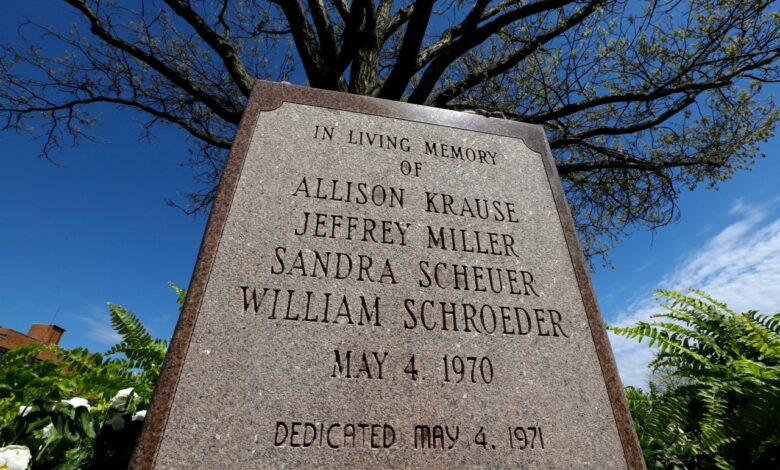 IN LIVING MEMORY
OF
ALLISON KRAUSE
JEFFREY MILLER
SANDRA SCHEUER
WILLIAM SCHROEDER
MAY 4, 1970
DEDICATED MAY 4, 1971